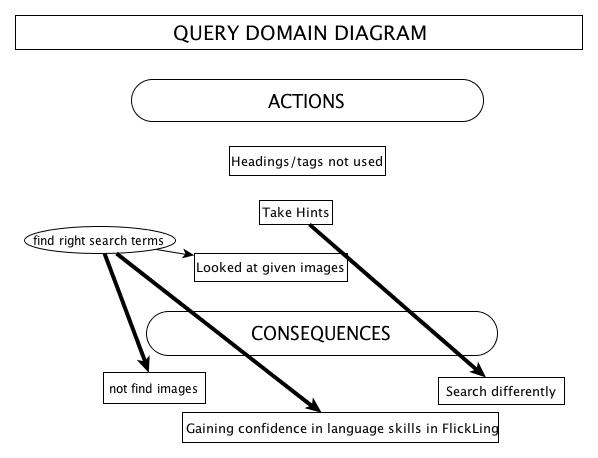 QUERY DOMAIN DIAGRAM
ACTIONS
Headings/tags not used
Take Hints
find right search terms
Looked at given images
CONSEQUENCES
not find images
Search differently
Gaining confidence in language skills in FlickLing